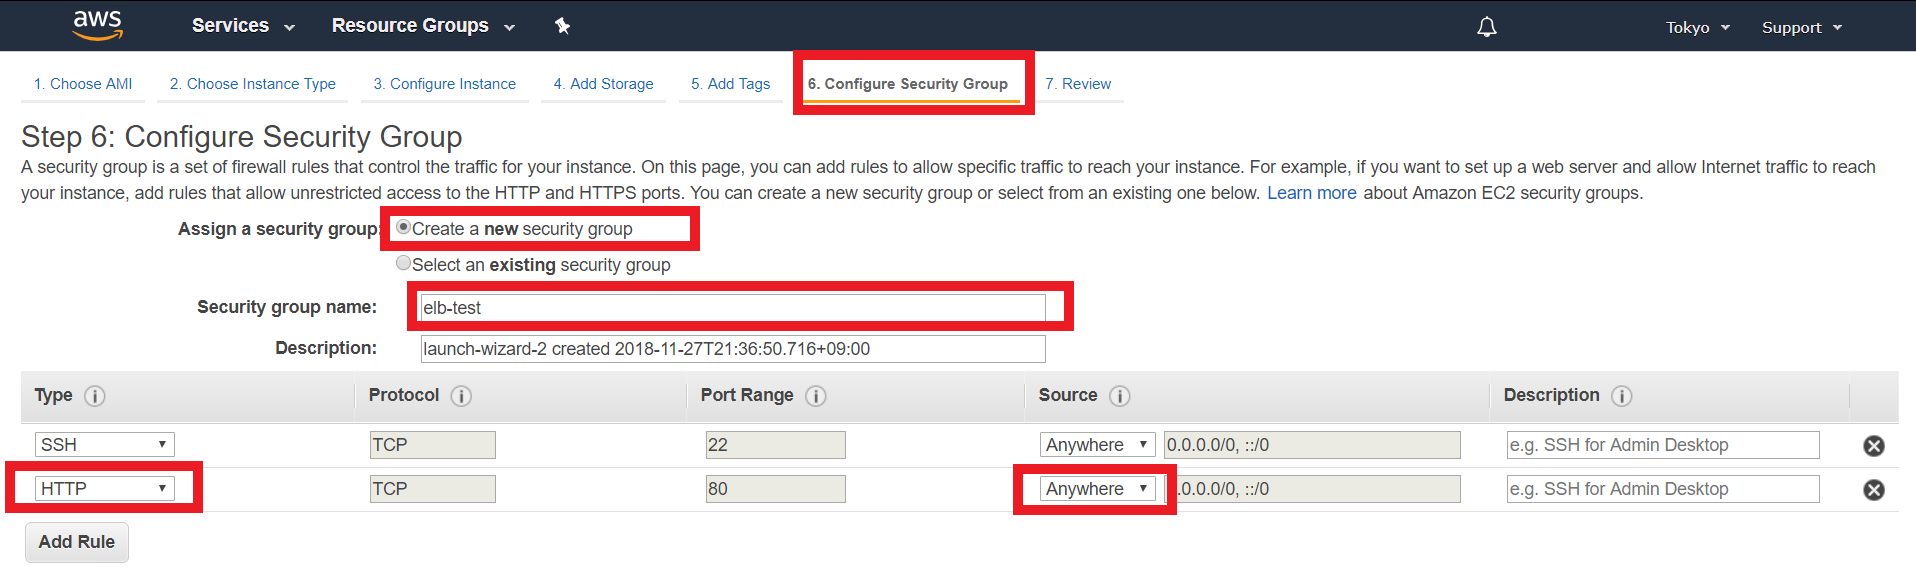 aws Services Resource Groups Tokyo Support
1. Choose AMI 2. Choose Instance Type 3. Configure Instance 4. Add Storage 5. Add Tags 6. Configure Security Group 7. Review
Step 6: Configure Security Group
A security group is a set of firewall rules that control the traffic for your instance. On this page, you can add rules to allow specific traffic to reach your instance. For example, if you want to set up a web server and allow Internet traffic to reach
your instance, add rules that allow unrestricted access to the HTTP and HTTPS ports. You can create a new security group or select from an existing one below. Learn more about Amazon EC2 security groups.
Assign a security group: Create a new security group
Select an existing security group
Security group name: elb-test
Description: launch-wizard-2 created 2018-11-27T21:36:50.716+09:00
Type Protocol Port Range Source Description
SSH TCP 22 Anywhere 0.0.0.0/0, ::/0 e.g. SSH for Admin Desktop
HTTP TCP 80 Anywhere .0.0.0/0, ::/0 e.g. SSH for Admin Desktop
Add Rule